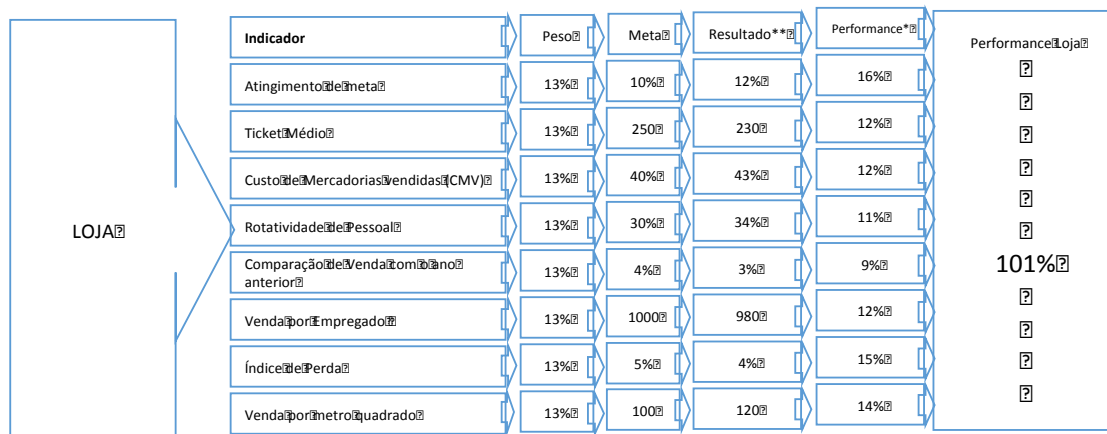 LOJA
Indicador Peso Meta Resultado** Performance* Performance Loja
Atingimento de meta 13% 10% 12% 16%
Ticket Médio 13% 250 230 12%
Custo de Mercadorias vendidas (CMV) 13% 40% 43% 12%
Rotatividade de Pessoal 13% 30% 34% 11%
Comparação de Venda com o ano
anterior 13% 4% 3% 9%
101%
Venda por Empregado 13% 1000 980 12%
Índice de Perda 13% 5% 4% 15%
Venda por metro quadrado 13% 100 120 14%